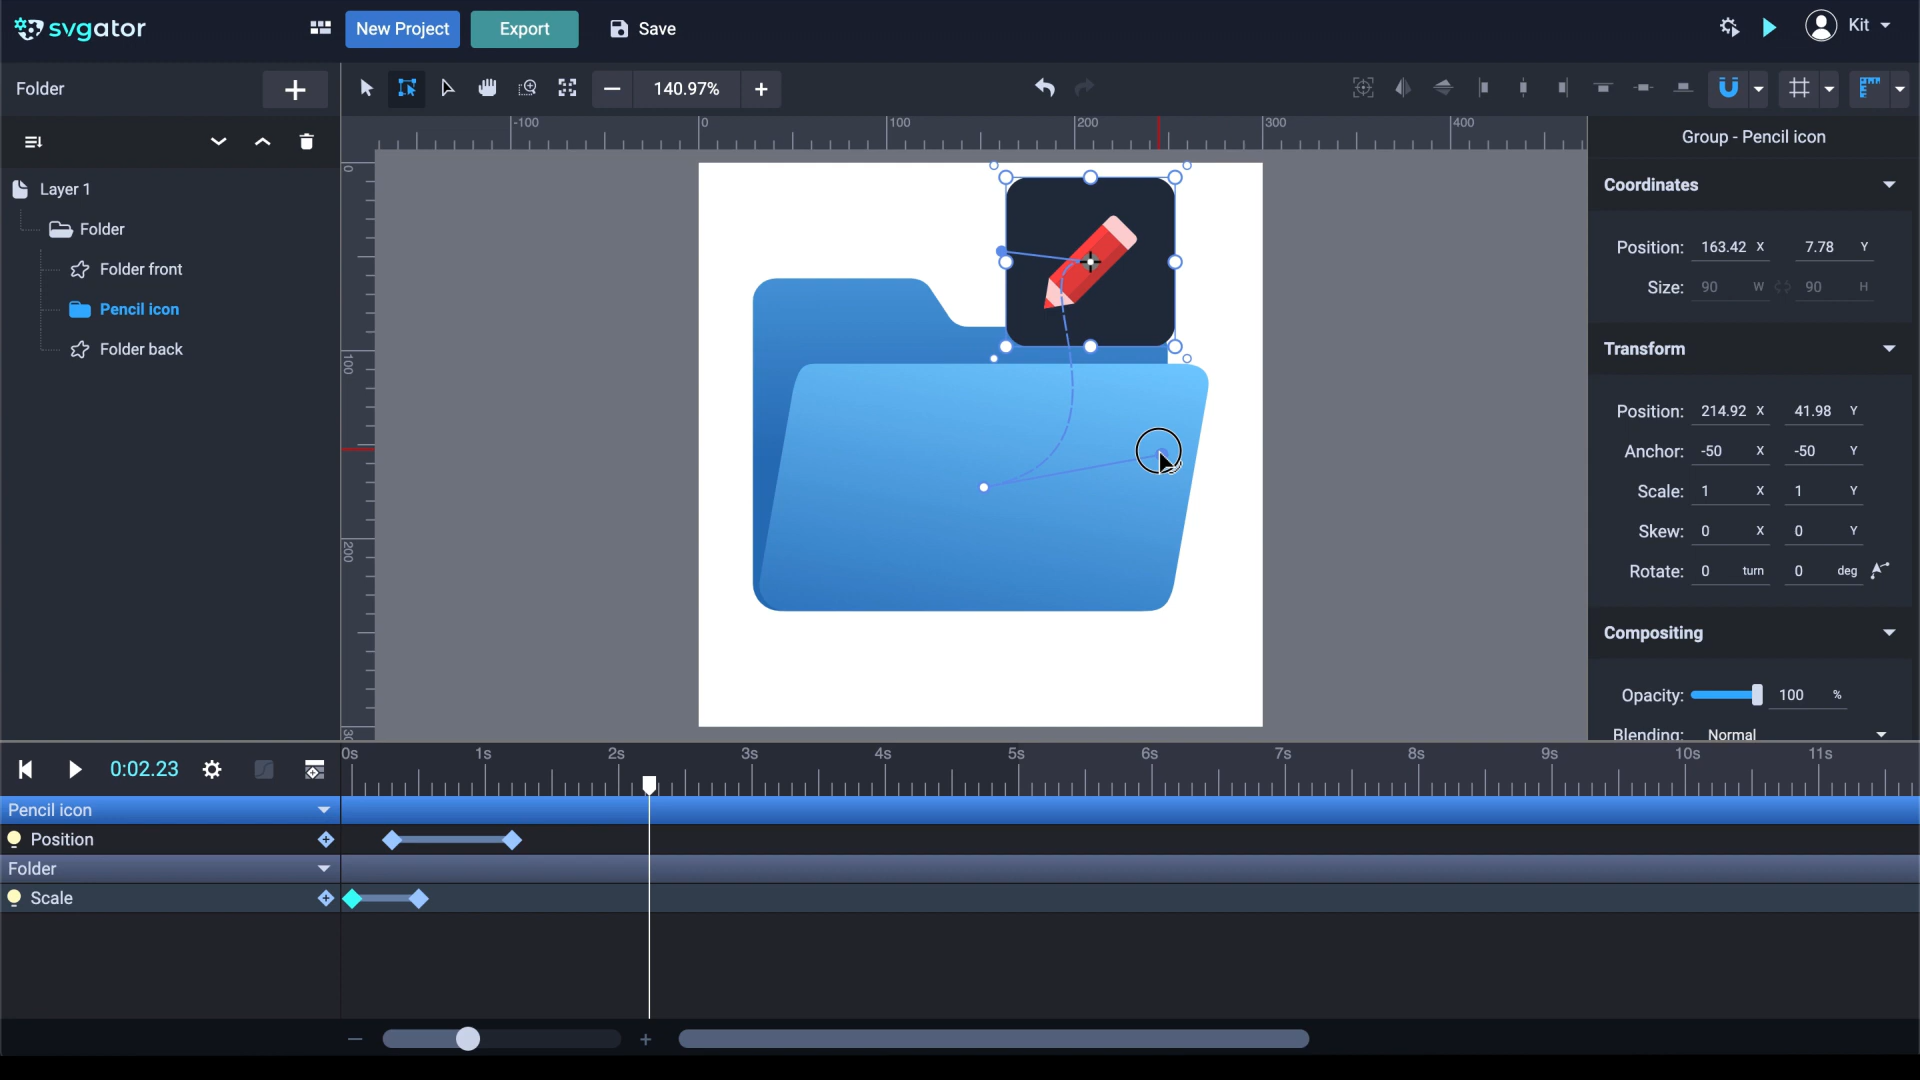 svgator
New Project
Export
Save
Kit
Folder
140.97%
-100
0
100
200
300
400
0
100
200
30
Layer 1
Folder
Folder front
Pencil icon
Folder back
Group - Pencil icon
Coordinates
Position: 163.42 X 7.78 Y
Size: 90 W 90 H
Transform
Position: 214.92 X 41.98 Y
Anchor: -50 X -50 Y
Scale: 1 X 1 Y
Skew: 0 X 0 Y
Rotate: 0 turn 0 deg
Compositing
Opacity: 100 %
Blending: Normal
0:02.23
0s 1s 2s 3s 4s 5s 6s 7s 8s 9s 10s 11s
Pencil icon
Position
Folder
Scale